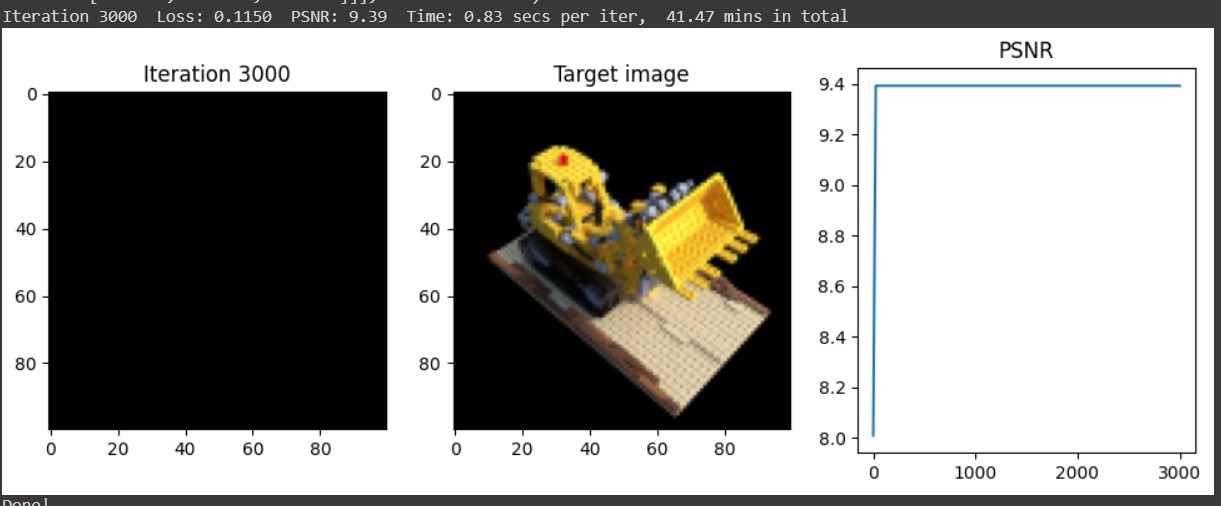 Iteration 3000 Loss: 0.1150 PSNR: 9.39 Time: 0.83 secs per iter, 41.47 mins in total
Iteration 3000
0
20
40
60
80
0 20 40 60 80
Target image
0
20
40
60
80
0 20 40 60 80
PSNR
9.4
9.2
9.0
8.8
8.6
8.4
8.2
8.0
0 1000 2000 3000
Done!